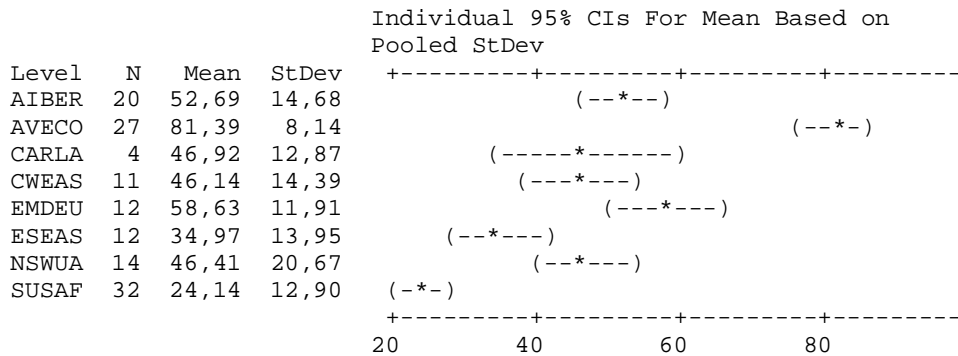 Individual 95% CIs For Mean Based on
                               Pooled StDev
Level   N   Mean  StDev   +---------+---------+---------+---------
AIBER  20  52,69  14,68                (--*--)
AVECO  27  81,39   8,14                               (--*-)
CARLA   4  46,92  12,87          (-----*------)
CWEAS  11  46,14  14,39            (---*---)
EMDEU  12  58,63  11,91                  (---*---)
ESEAS  12  34,97  13,95       (--*---)
NSWUA  14  46,41  20,67             (--*---)
SUSAF  32  24,14  12,90   (-*-)
                          +---------+---------+---------+---------
                         20        40        60        80